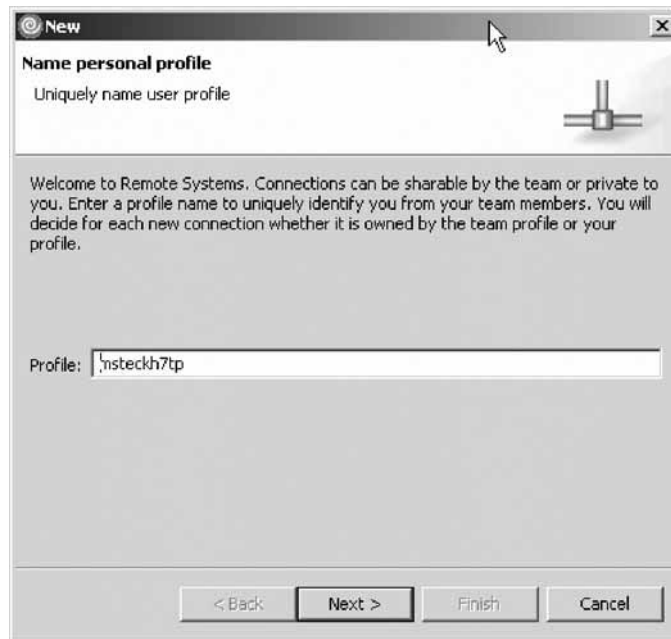 New
Name personal profile
Uniquely name user profile
Welcome to Remote Systems. Connections can be sharable by the team or private to
you. Enter a profile name to uniquely identify you from your team members. You will
decide for each new connection whether it is owned by the team profile or your
profile.
Profile: nsteckh7tp
< Back Next > Finish Cancel